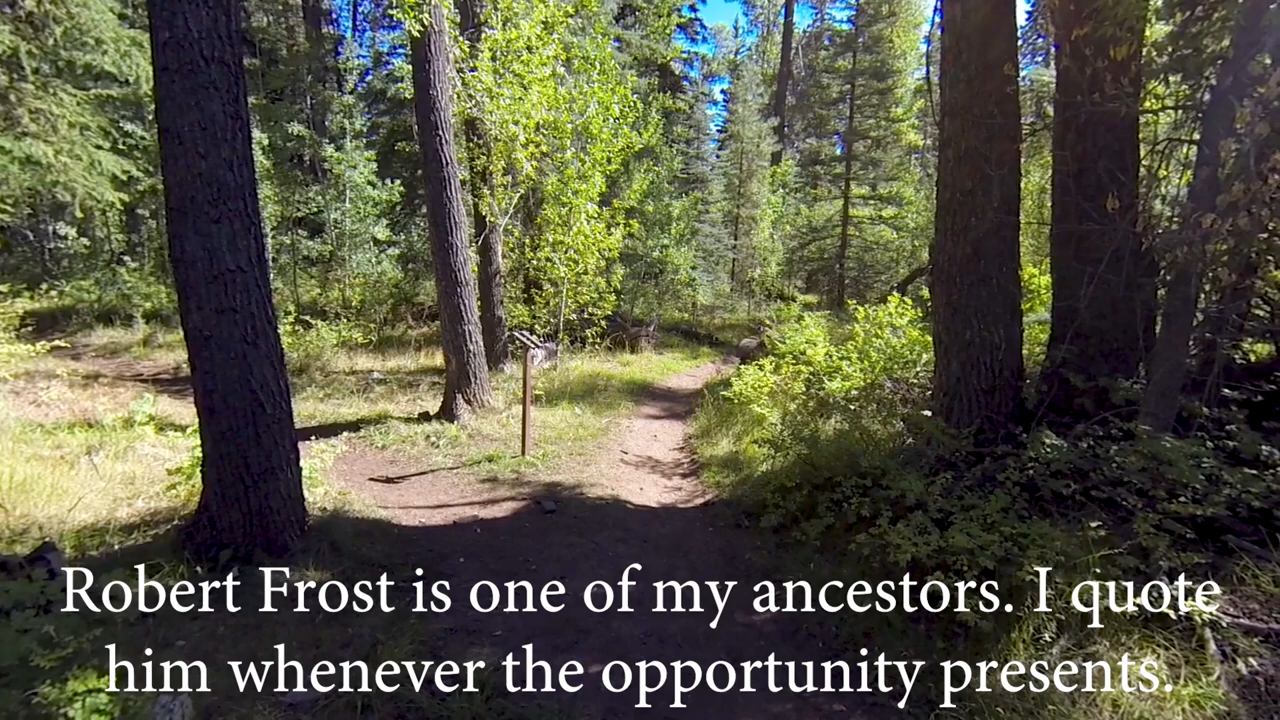 Robert Frost is one of my ancestors. I quote
him whenever the opportunity presents.